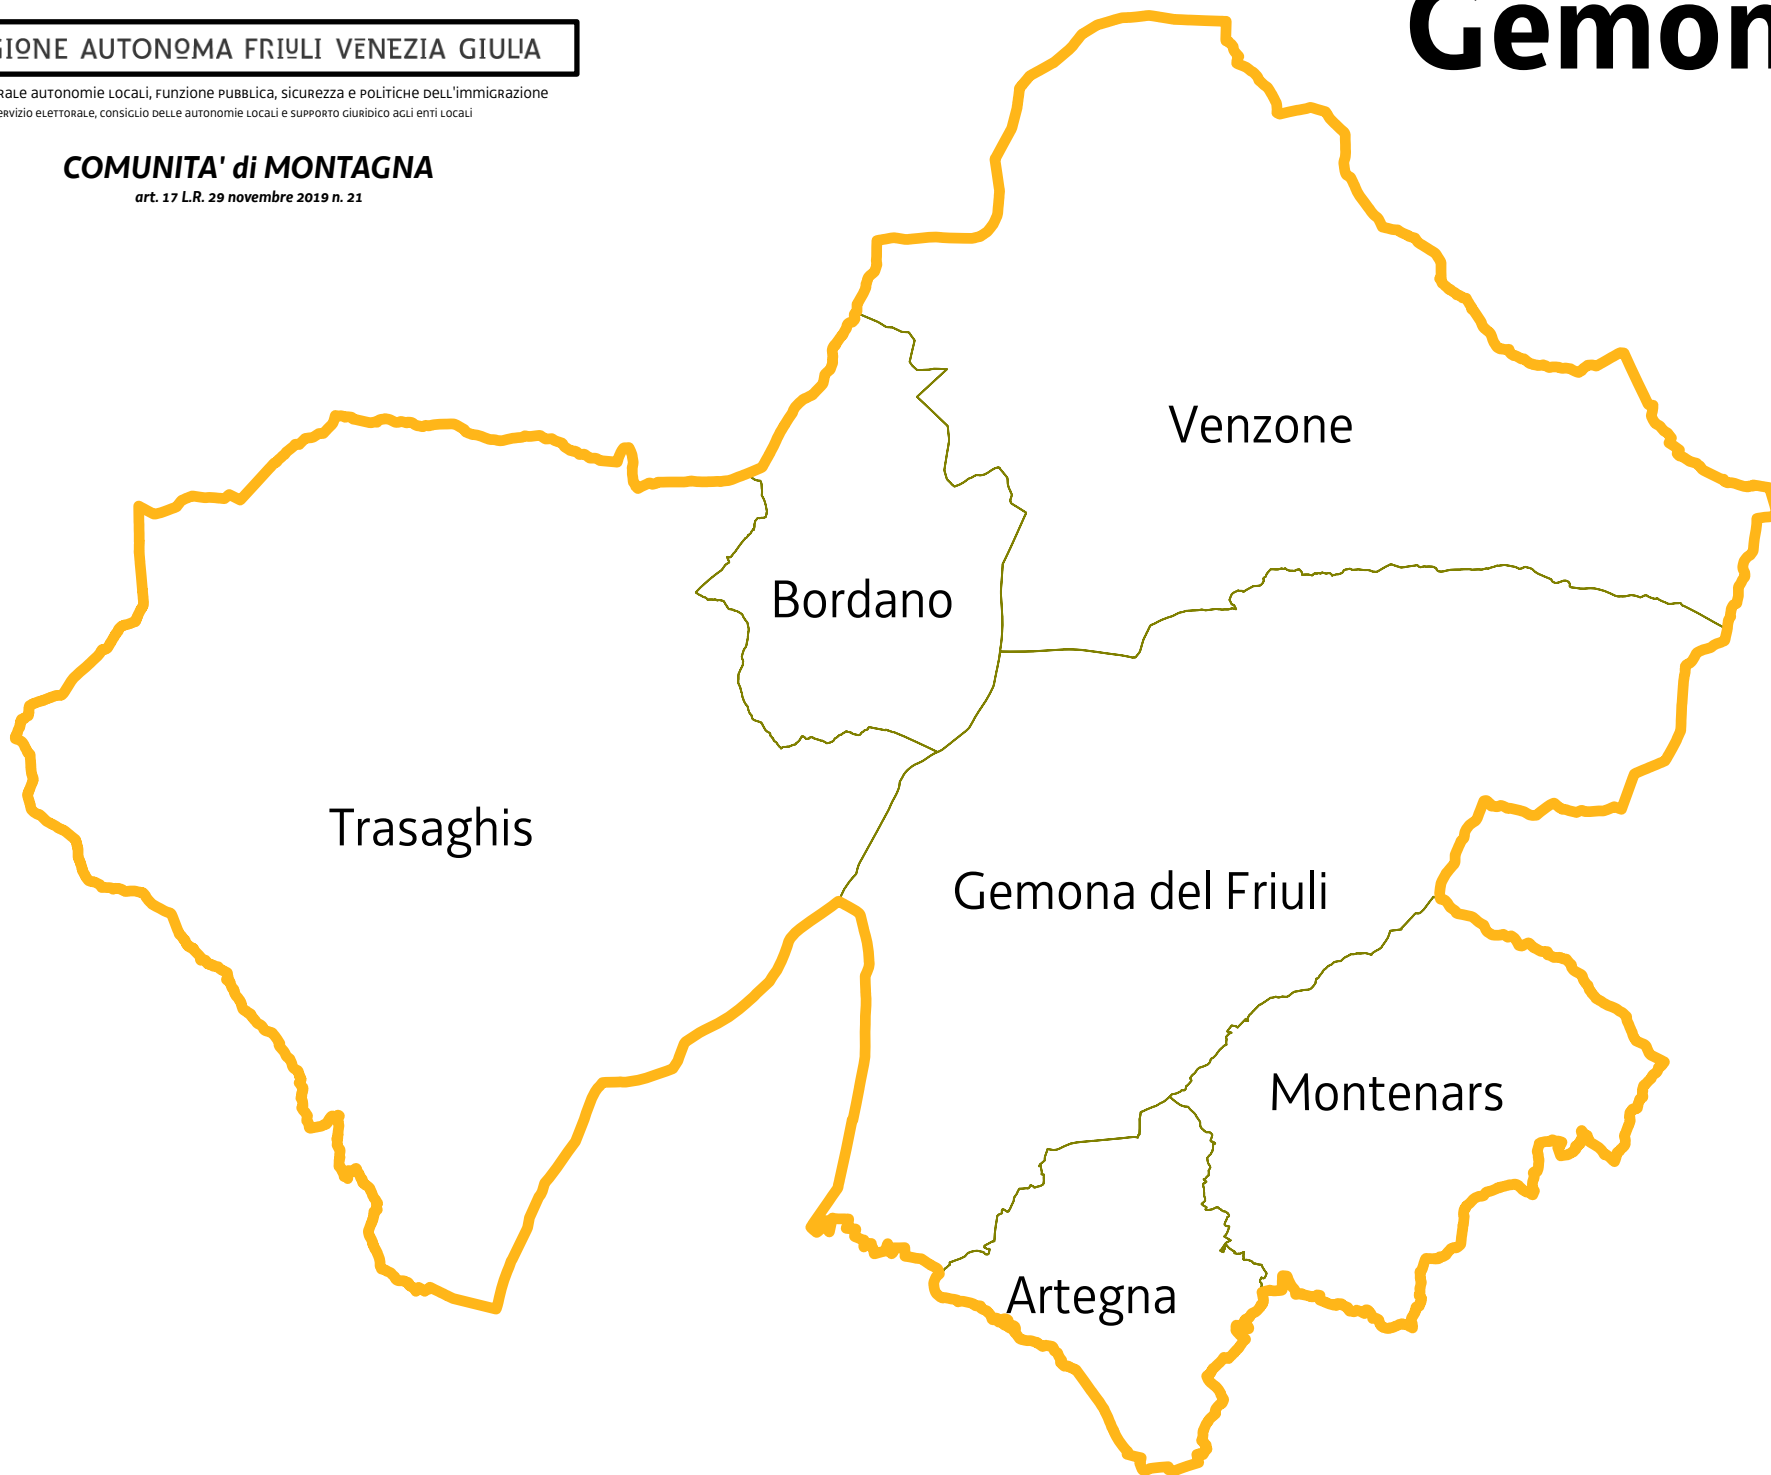 Gemon
GIONE AUTONOMA FRIULI VENEZIA GIULIA
rale autonomie locali, funzione pubblica, sicurezza e politiche dell'immigrazione
ervizio elettorale, consiglio delle autonomie locali e supporto giuridico agli enti locali
COMUNITA' di MONTAGNA
art. 17 L.R. 29 novembre 2019 n. 21
Venzone
Bordano
Trasaghis
Gemona del Friuli
Montenars
Artegna